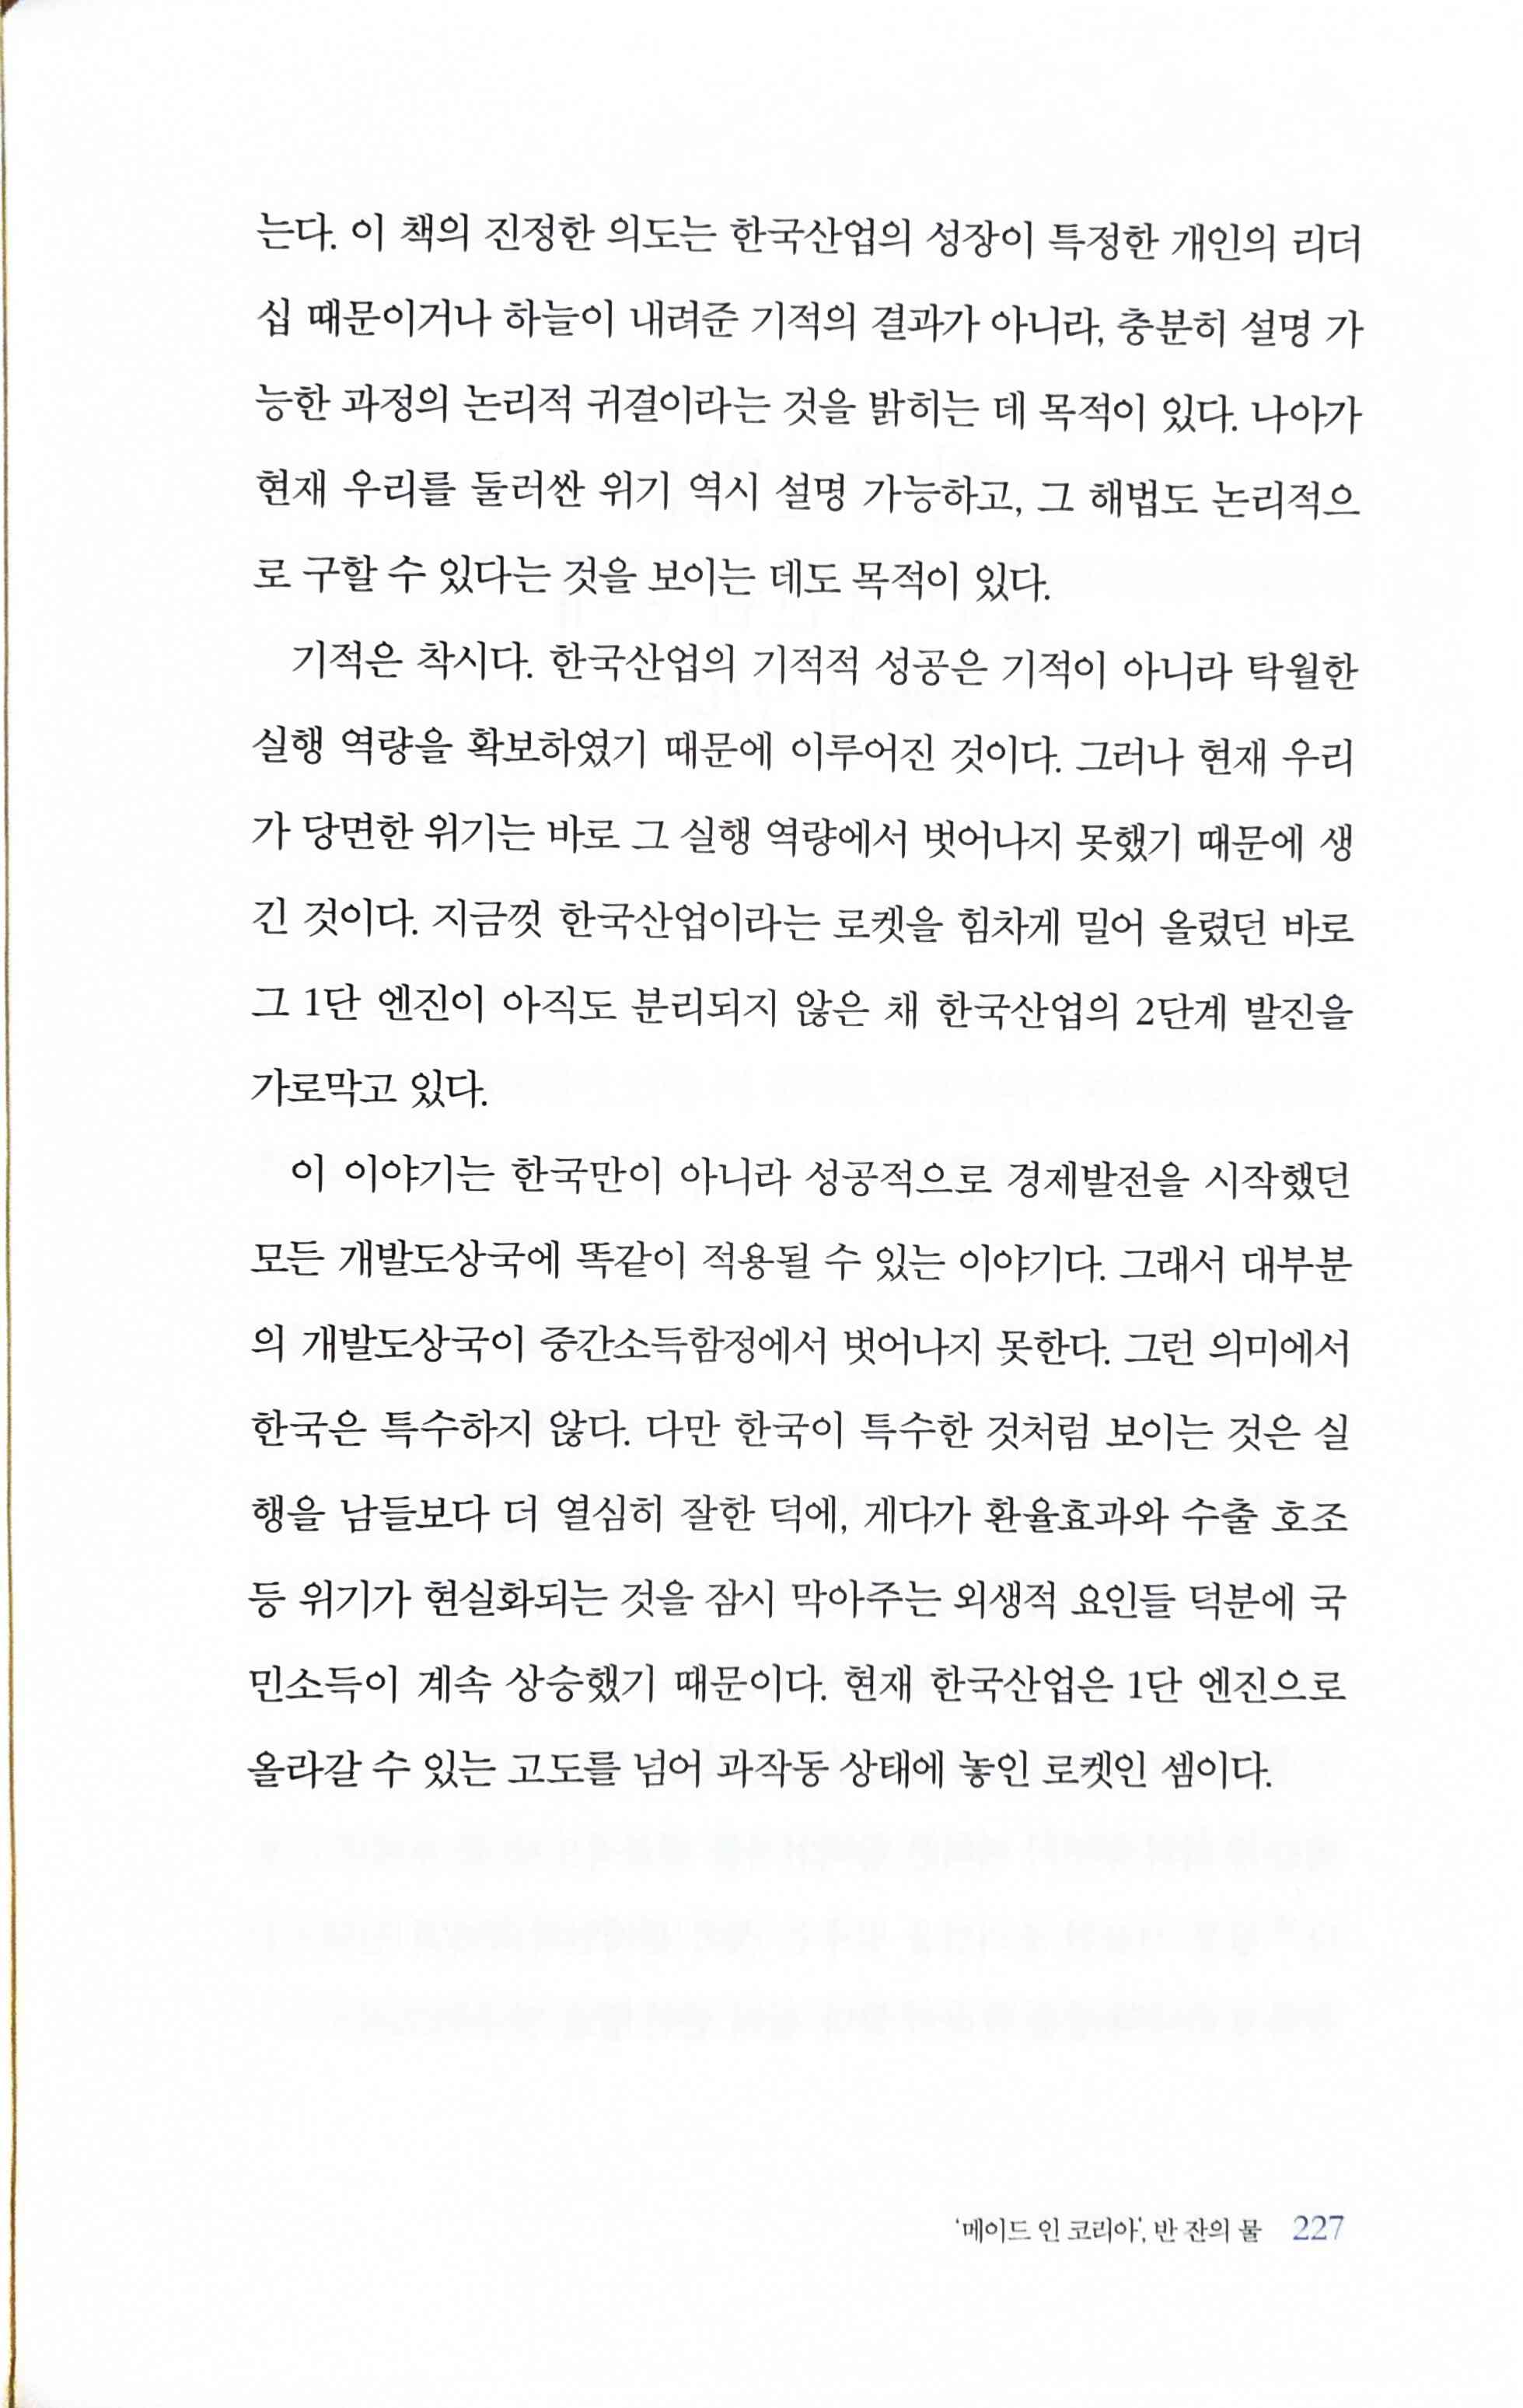 는다. 이 책의 진정한 의도는 한국산업의 성장이 특정한 개인의 리더
십 때문이거나 하늘이 내려준 기적의 결과가 아니라, 충분히 설명 가
능한 과정의 논리적 귀결이라는 것을 밝히는 데 목적이 있다. 나아가
현재 우리를 둘러싼 위기 역시 설명 가능하고, 그 해법도 논리적으
로 구할 수 있다는 것을 보이는 데도 목적이 있다.
기적은 착시다. 한국산업의 기적적 성공은 기적이 아니라 탁월한
실행 역량을 확보하였기 때문에 이루어진 것이다. 그러나 현재 우리
가 당면한 위기는 바로 그 실행 역량에서 벗어나지 못했기 때문에 생
긴 것이다. 지금껏 한국산업이라는 로켓을 힘차게 밀어 올렸던 바로
그 1단 엔진이 아직도 분리되지 않은 채 한국산업의 2단계 발진을
가로막고 있다.
이 이야기는 한국만이 아니라 성공적으로 경제발전을 시작했던
모든 개발도상국에 똑같이 적용될 수 있는 이야기다. 그래서 대부분
의 개발도상국이 중간소득함정에서 벗어나지 못한다. 그런 의미에서
한국은 특수하지 않다. 다만 한국이 특수한 것처럼 보이는 것은 실
행을 남들보다 더 열심히 잘한 덕에, 게다가 환율효과와 수출 호조
등 위기가 현실화되는 것을 잠시 막아주는 외생적 요인들 덕분에 국
민소득이 계속 상승했기 때문이다. 현재 한국산업은 1단 엔진으로
올라갈 수 있는 고도를 넘어 과작동 상태에 놓인 로켓인 셈이다.
'메이드 인 코리아', 반 잔의 물 227